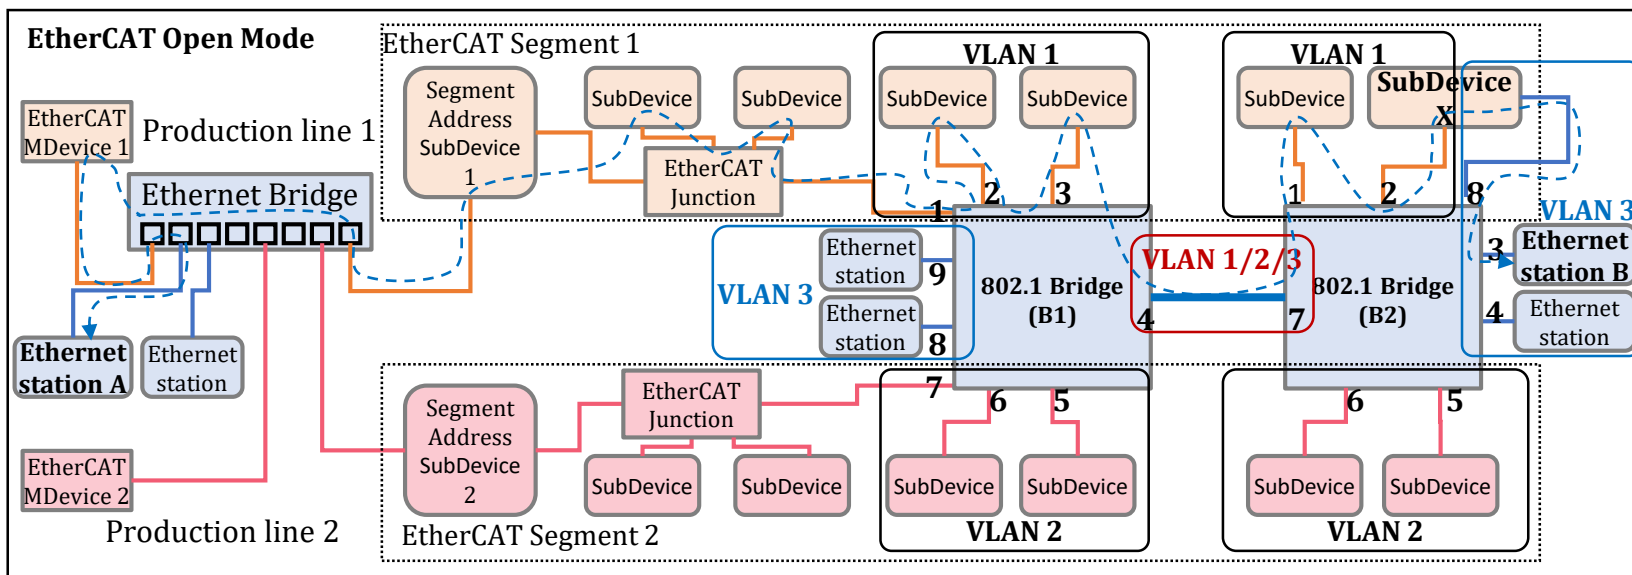 EtherCAT Open Mode
EtherCAT Segment 1
VLAN 1
VLAN 1
EtherCAT
MDevice 1
Production line 1
Segment
Address
SubDevice
1
SubDevice
SubDevice
SubDevice
SubDevice
SubDevice
SubDevice
X
EtherCAT
Junction
Ethernet Bridge
1
2
3
1
2
8
VLAN 3
Ethernet
station
9
VLAN 3
Ethernet
station
8
802.1 Bridge
(B1)
VLAN 1/2/3
4
7
802.1 Bridge
(B2)
3
Ethernet
station B
4
Ethernet
station
Ethernet
station A
Ethernet
station
7
6
5
6
5
Segment
Address
SubDevice
2
EtherCAT
Junction
SubDevice
SubDevice
SubDevice
SubDevice
SubDevice
SubDevice
EtherCAT
MDevice 2
Production line 2
EtherCAT Segment 2
VLAN 2
VLAN 2